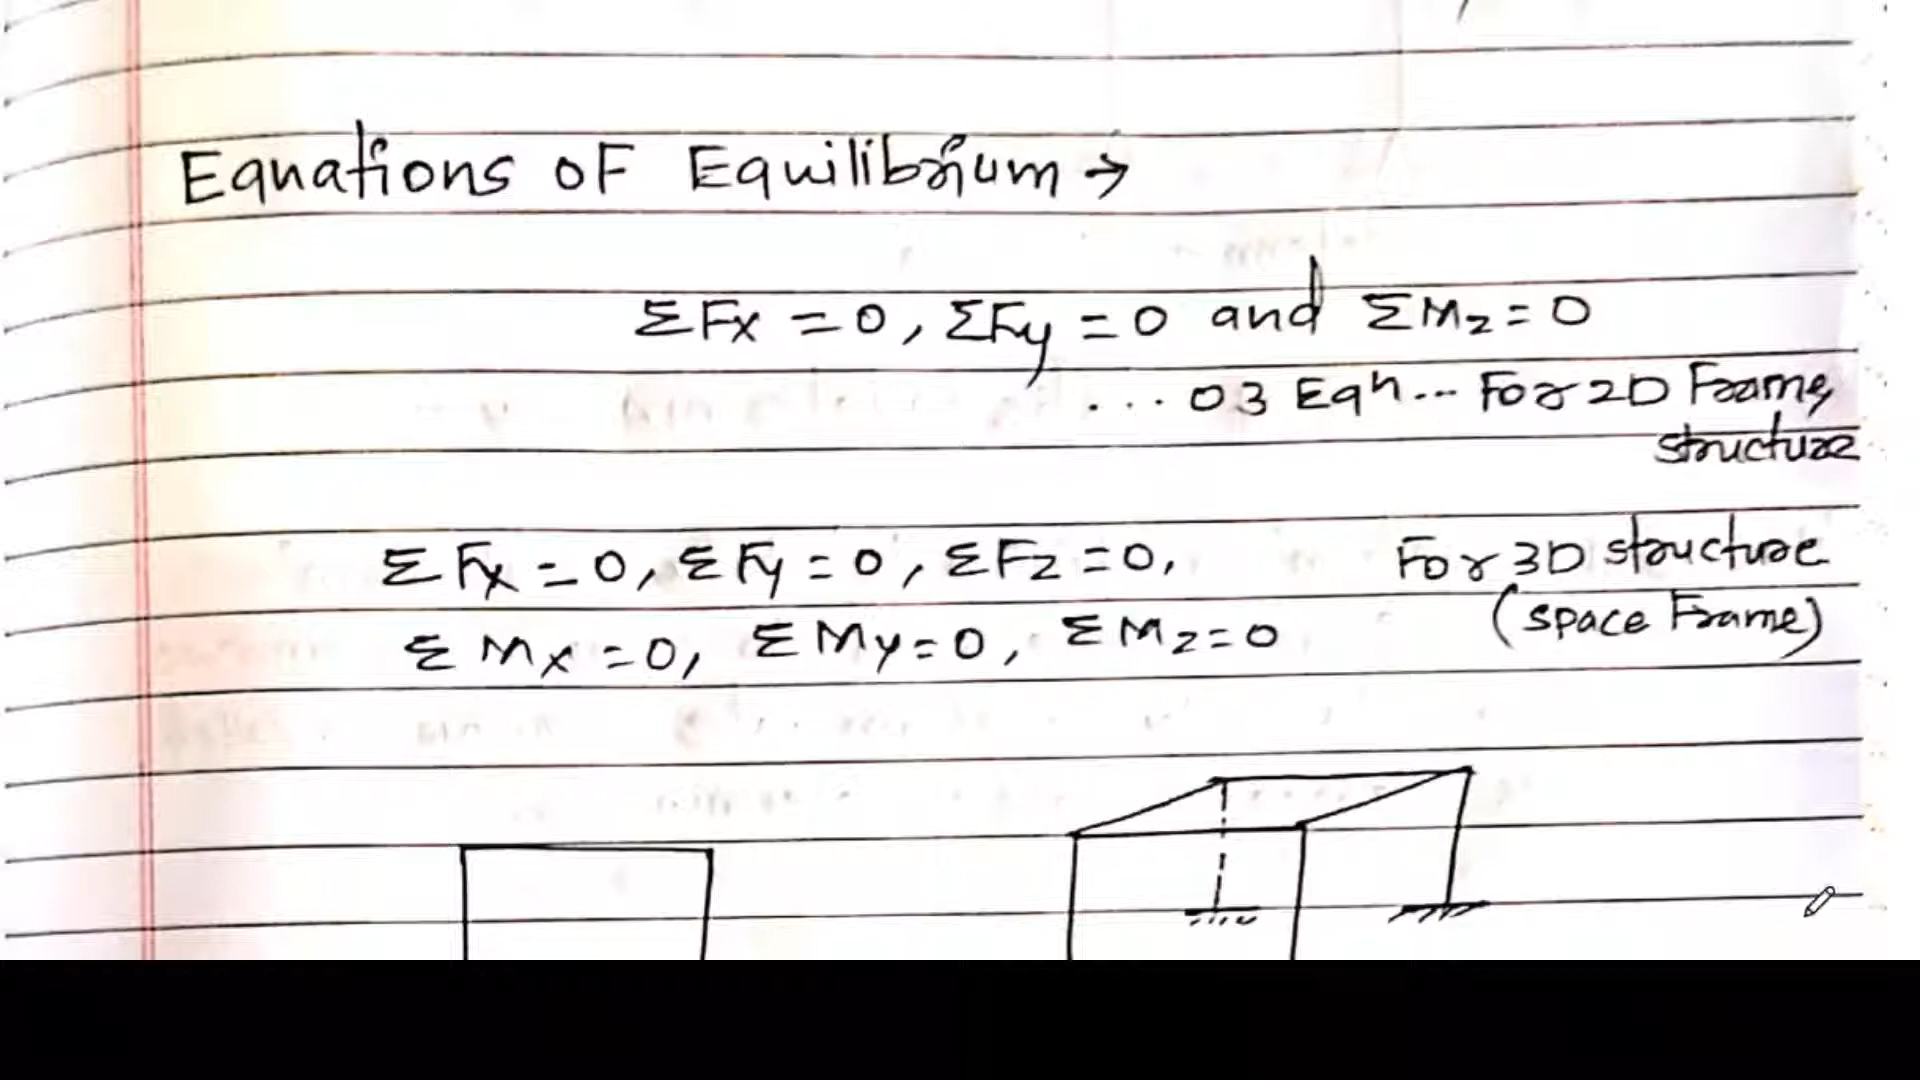 Equations OF Equilibrium →
ΣFx = 0, ΣFy = 0 and ΣMz = 0
... 03 Eqn... For 2D Frame,
structure
ΣFx = 0, ΣFy = 0, ΣFz = 0, For 3D structure
ΣMx = 0, ΣMy = 0, ΣMz = 0 (space Frame)